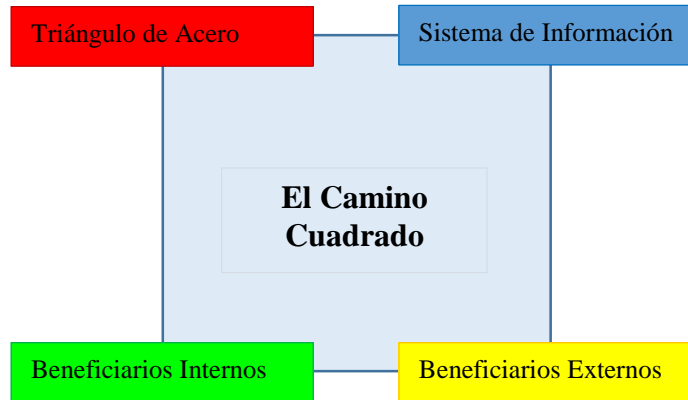 Triángulo de Acero
Sistema de Información
El Camino
Cuadrado
Beneficiarios Internos
Beneficiarios Externos